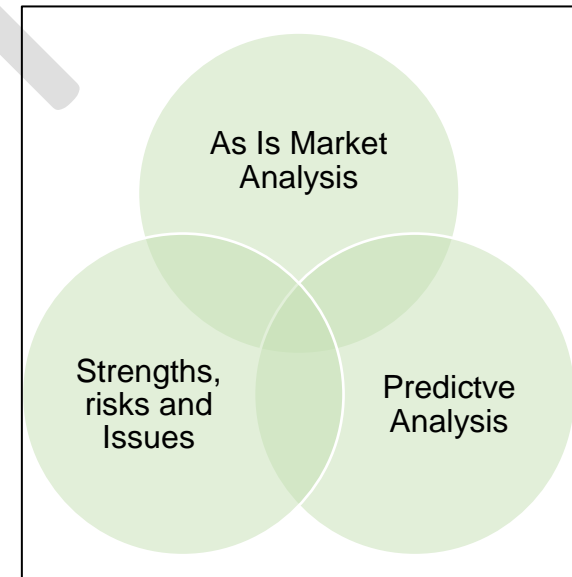 As Is Market
Analysis
Strengths,
risks and
Issues
Predictve
Analysis